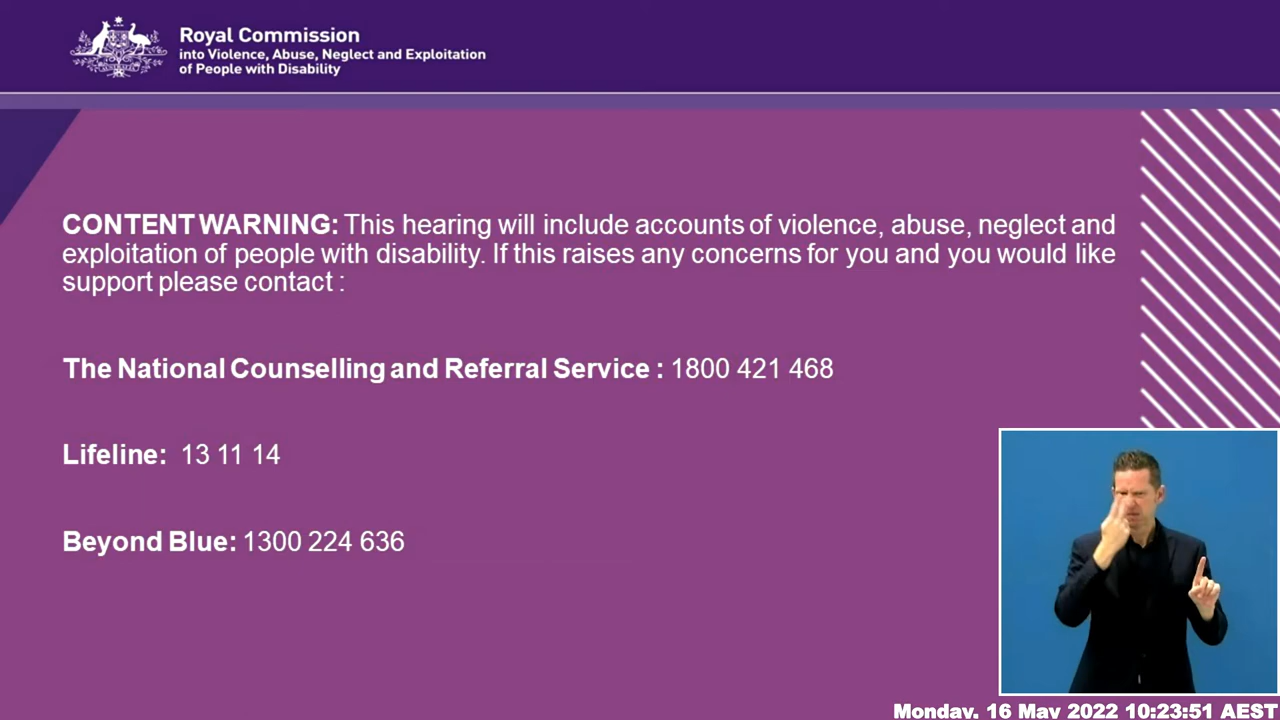 Royal Commission
into Violence, Abuse, Neglect and Exploitation
of People with Disability
CONTENT WARNING: This hearing will include accounts of violence, abuse, neglect and
exploitation of people with disability. If this raises any concerns for you and you would like
support please contact :
The National Counselling and Referral Service : 1800 421 468
Lifeline: 13 11 14
Beyond Blue: 1300 224 636
Monday, 16 May 2022 10:23:51 AEST